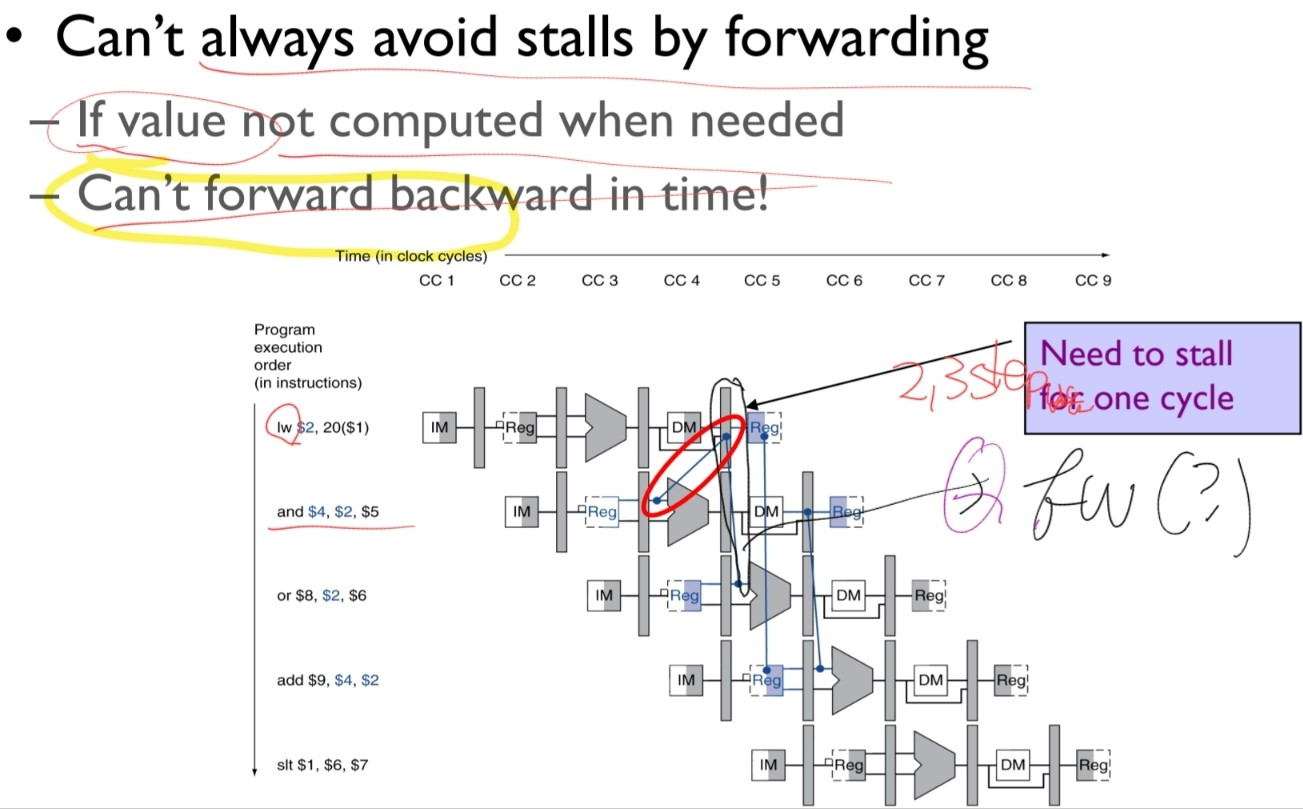 • Can't always avoid stalls by forwarding
– If value not computed when needed
– Can't forward backward in time!
Time (in clock cycles)
CC 1 CC 2 CC 3 CC 4 CC 5 CC 6 CC 7 CC 8 CC 9
Program
execution
order
(in instructions)
Need to stall
for one cycle
2,3step
lw $2, 20($1)
IM Reg DM Reg
→ fw (?)
and $4, $2, $5
IM Reg DM Reg
or $8, $2, $6
IM Reg DM Reg
add $9, $4, $2
IM Reg DM Reg
slt $1, $6, $7
IM Reg DM Reg